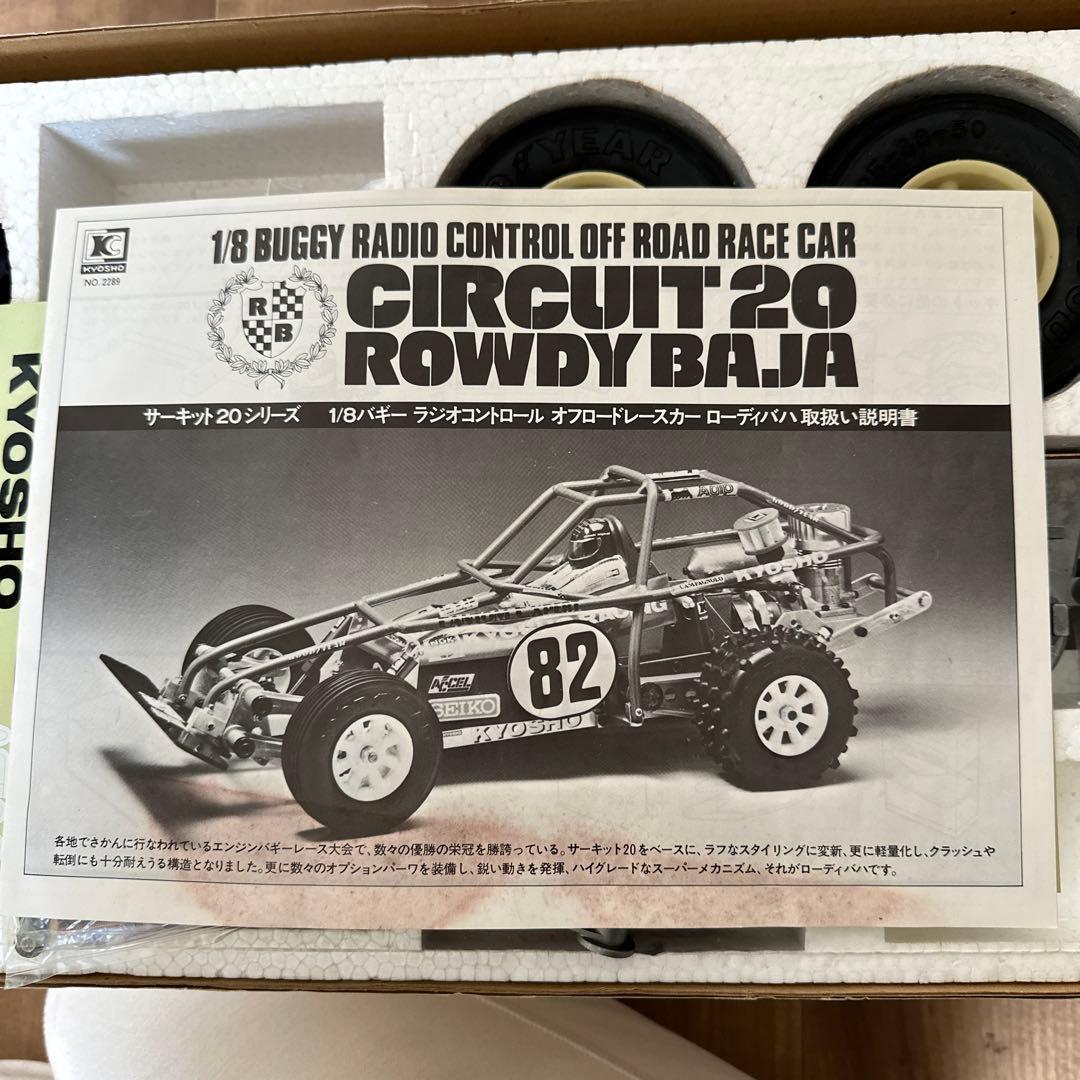 GOODYEAR
-50
KC
KYOSHO
NO. 2289
1/8 BUGGY RADIO CONTROL OFF ROAD RACE CAR
R
B
CIRCUIT 20
ROWDY BAJA
サーキット20シリーズ 1/8バギー ラジオコントロール オフロードレースカー ローディバハ 取扱い説明書
KYOSHO
Auto
CAMPAGNOLO
KYOSHO
KYOSHO RACING
82
ACCEL
SEIKO
KYOSHO
各地でさかんに行なわれているエンジンバギーレース大会で、数々の優勝の栄冠を勝誇っている。サーキット20をベースに、ラフなスタイリングに変新、更に軽量化し、クラッシュや
転倒にも十分耐えうる構造となりました。更に数々のオプションパーツを装備し、鋭い動きを発揮、ハイグレードなスーパーメカニズム、それがローディバハです。